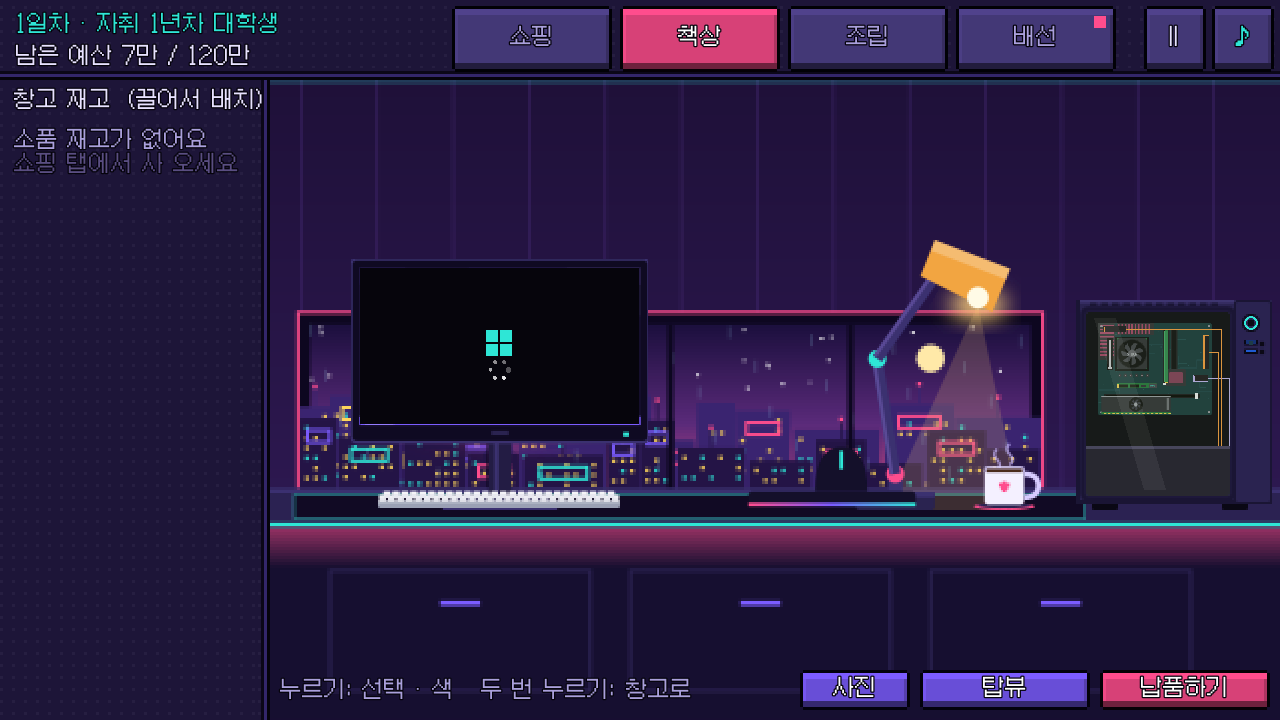 1일차 · 자취 1년차 대학생
남은 예산 7만 / 120만
쇼핑
책상
조립
배선
창고 재고 (끌어서 배치)
소품 재고가 없어요
쇼핑 탭에서 사 오세요
누르기: 선택 · 색 두 번 누르기: 창고로
사진
탑뷰
납품하기